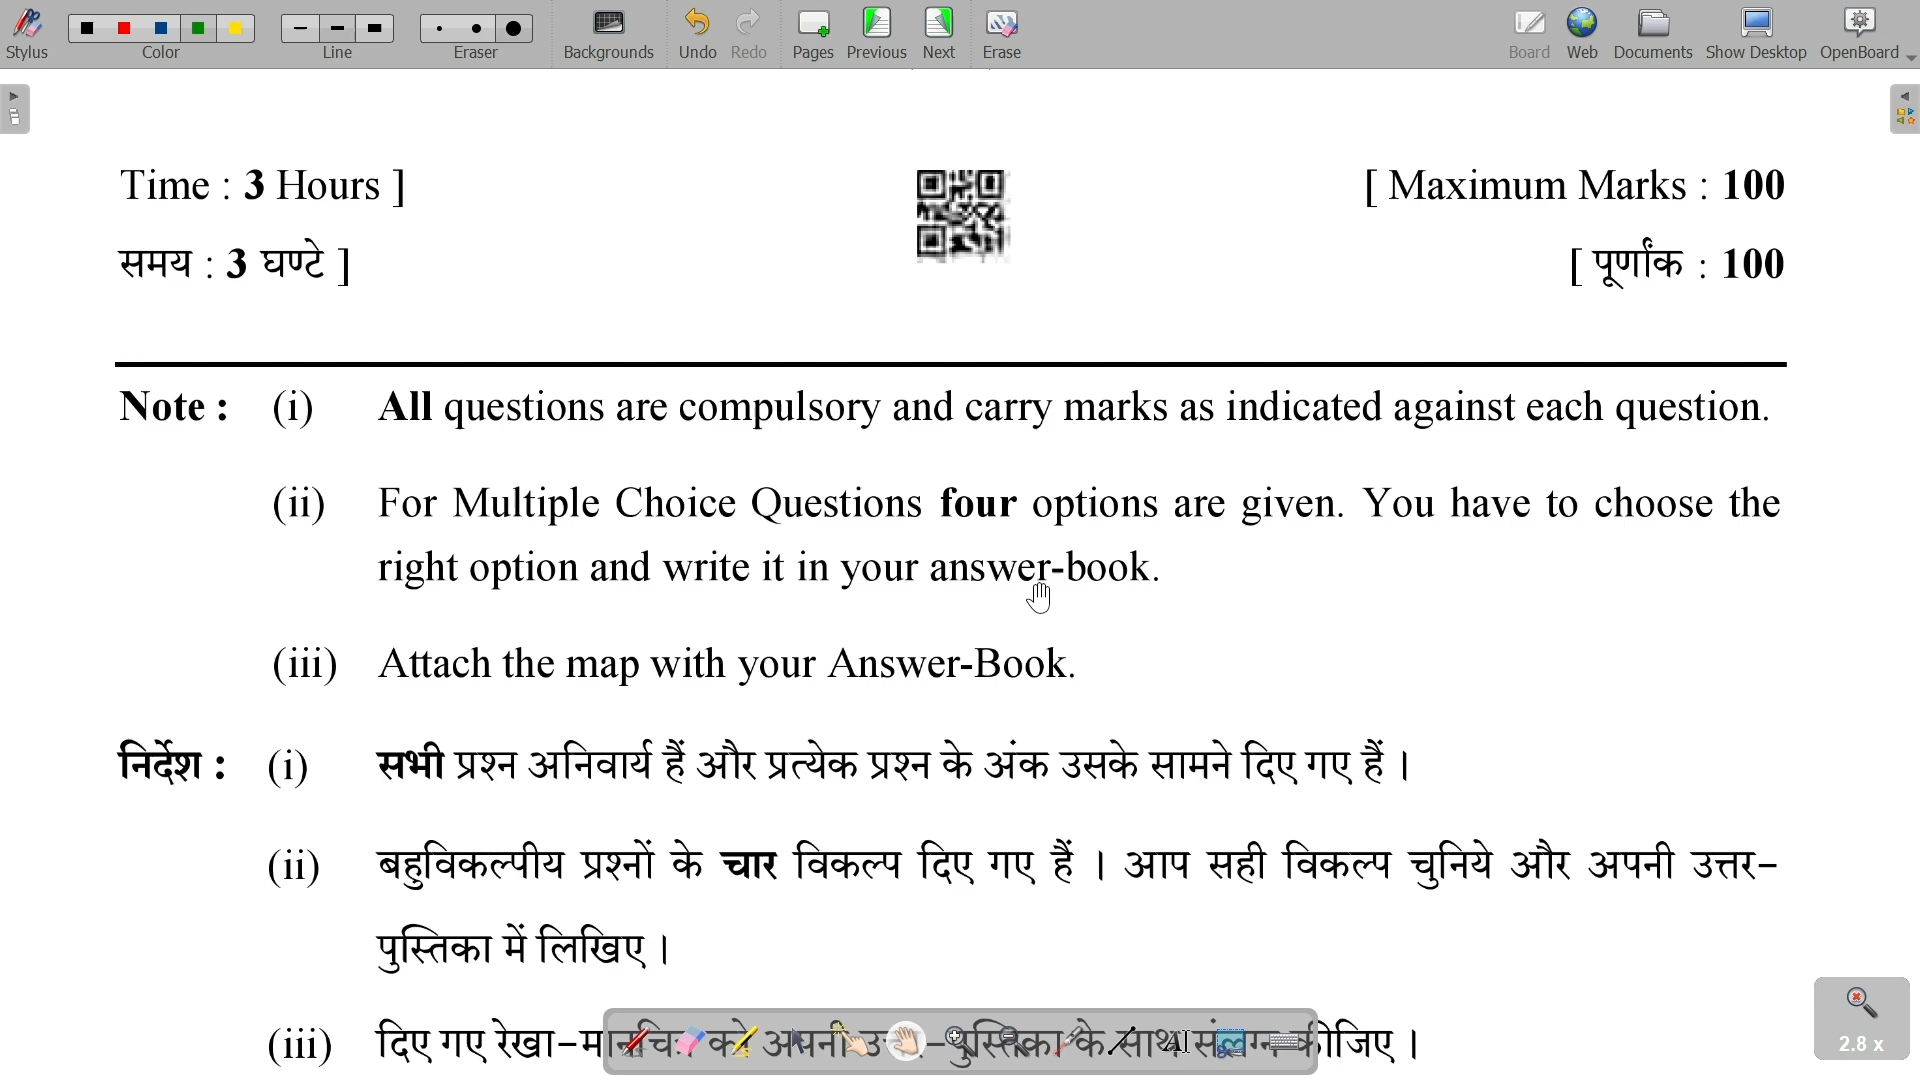 Stylus Color Line Eraser Backgrounds Undo Redo Pages Previous Next Erase Board Web Documents Show Desktop OpenBoard
Time : 3 Hours ] [ Maximum Marks : 100
समय : 3 घण्टे ] [ पूर्णांक : 100
Note : (i) All questions are compulsory and carry marks as indicated against each question.
(ii) For Multiple Choice Questions four options are given. You have to choose the
right option and write it in your answer-book.
(iii) Attach the map with your Answer-Book.
निर्देश : (i) सभी प्रश्न अनिवार्य हैं और प्रत्येक प्रश्न के अंक उसके सामने दिए गए हैं ।
(ii) बहुविकल्पीय प्रश्नों के चार विकल्प दिए गए हैं । आप सही विकल्प चुनिये और अपनी उत्तर-
पुस्तिका में लिखिए ।
(iii) दिए गए रेखा-मानचित्र को अपनी उत्तर-पुस्तिका के साथ संलग्न कीजिए ।
2.8 x